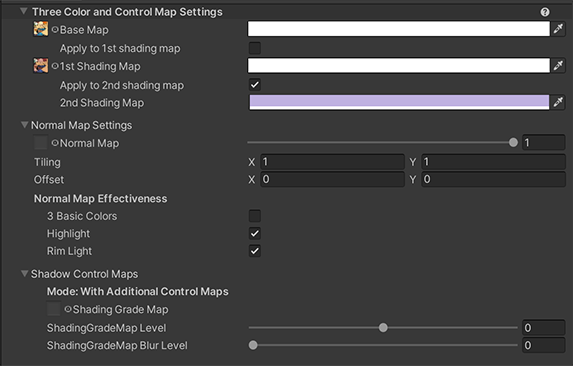 Three Color and Control Map Settings
Base Map
Apply to 1st shading map
1st Shading Map
Apply to 2nd shading map
2nd Shading Map
Normal Map Settings
Normal Map 1
Tiling X 1 Y 1
Offset X 0 Y 0
Normal Map Effectiveness
3 Basic Colors
Highlight
Rim Light
Shadow Control Maps
Mode: With Additional Control Maps
Shading Grade Map
ShadingGradeMap Level 0
ShadingGradeMap Blur Level 0